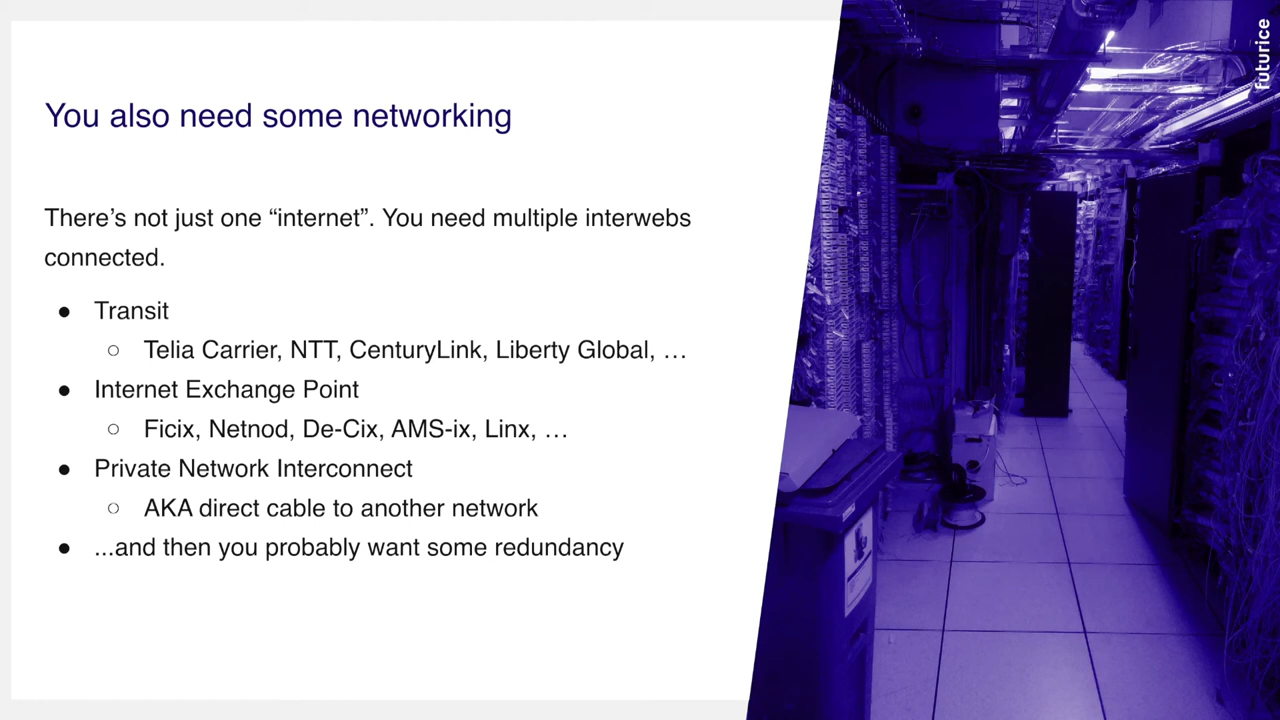 You also need some networking
There’s not just one “internet”. You need multiple interwebs
connected.
● Transit
○ Telia Carrier, NTT, CenturyLink, Liberty Global, …
● Internet Exchange Point
○ Ficix, Netnod, De-Cix, AMS-ix, Linx, …
● Private Network Interconnect
○ AKA direct cable to another network
● ...and then you probably want some redundancy
futurice